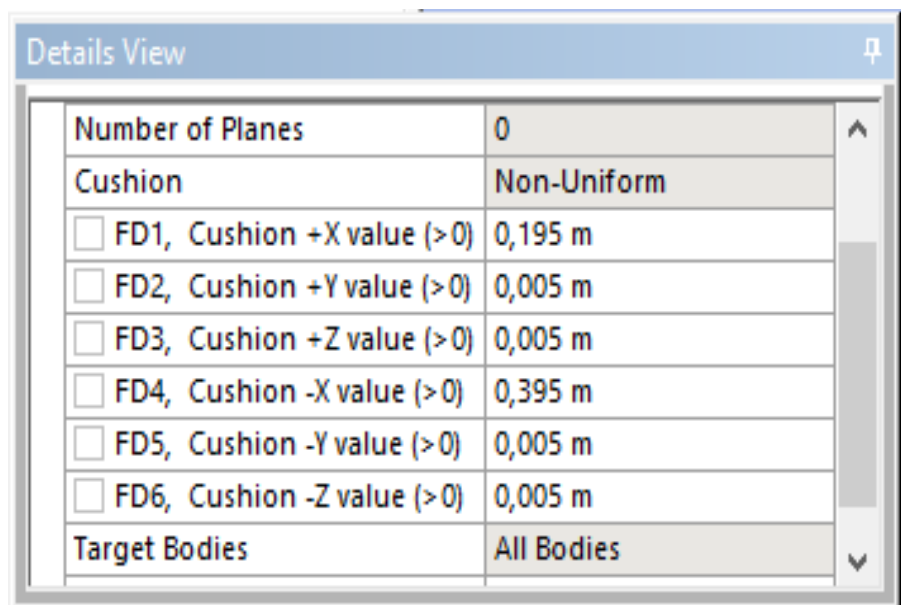 Details View
Number of Planes 0
Cushion Non-Uniform
FD1, Cushion +X value (>0) 0,195 m
FD2, Cushion +Y value (>0) 0,005 m
FD3, Cushion +Z value (>0) 0,005 m
FD4, Cushion -X value (>0) 0,395 m
FD5, Cushion -Y value (>0) 0,005 m
FD6, Cushion -Z value (>0) 0,005 m
Target Bodies All Bodies